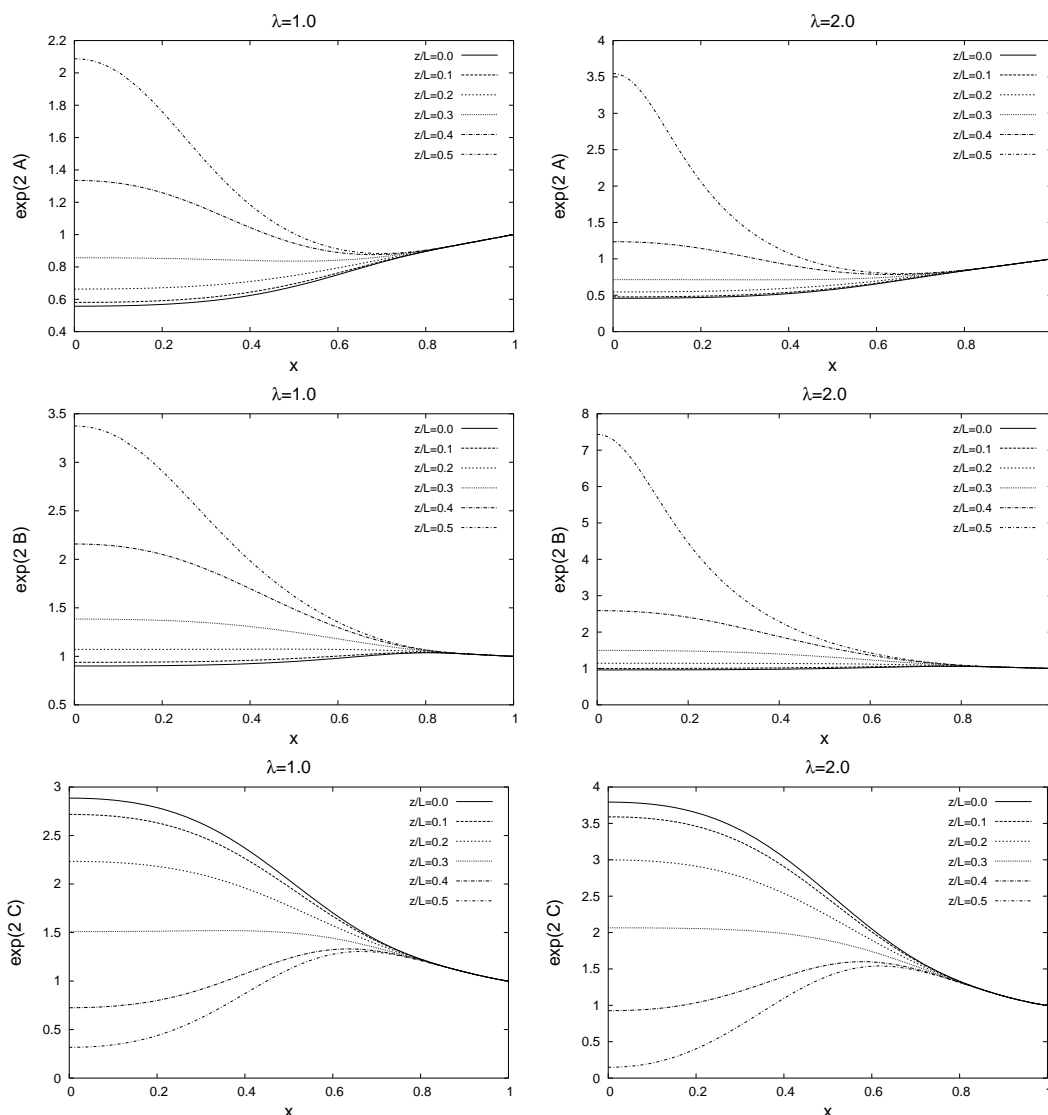 λ=1.0
exp(2 A)
2.2
2
1.8
1.6
1.4
1.2
1
0.8
0.6
0.4
z/L=0.0
z/L=0.1
z/L=0.2
z/L=0.3
z/L=0.4
z/L=0.5
0 0.2 0.4 0.6 0.8 1
x
λ=2.0
exp(2 A)
4
3.5
3
2.5
2
1.5
1
0.5
0
z/L=0.0
z/L=0.1
z/L=0.2
z/L=0.3
z/L=0.4
z/L=0.5
0 0.2 0.4 0.6 0.8 1
x
λ=1.0
exp(2 B)
3.5
3
2.5
2
1.5
1
0.5
z/L=0.0
z/L=0.1
z/L=0.2
z/L=0.3
z/L=0.4
z/L=0.5
0 0.2 0.4 0.6 0.8 1
x
λ=2.0
exp(2 B)
8
7
6
5
4
3
2
1
0
z/L=0.0
z/L=0.1
z/L=0.2
z/L=0.3
z/L=0.4
z/L=0.5
0 0.2 0.4 0.6 0.8 1
x
λ=1.0
exp(2 C)
3
2.5
2
1.5
1
0.5
0
z/L=0.0
z/L=0.1
z/L=0.2
z/L=0.3
z/L=0.4
z/L=0.5
0 0.2 0.4 0.6 0.8 1
x
λ=2.0
exp(2 C)
4
3.5
3
2.5
2
1.5
1
0.5
0
z/L=0.0
z/L=0.1
z/L=0.2
z/L=0.3
z/L=0.4
z/L=0.5
0 0.2 0.4 0.6 0.8 1
x